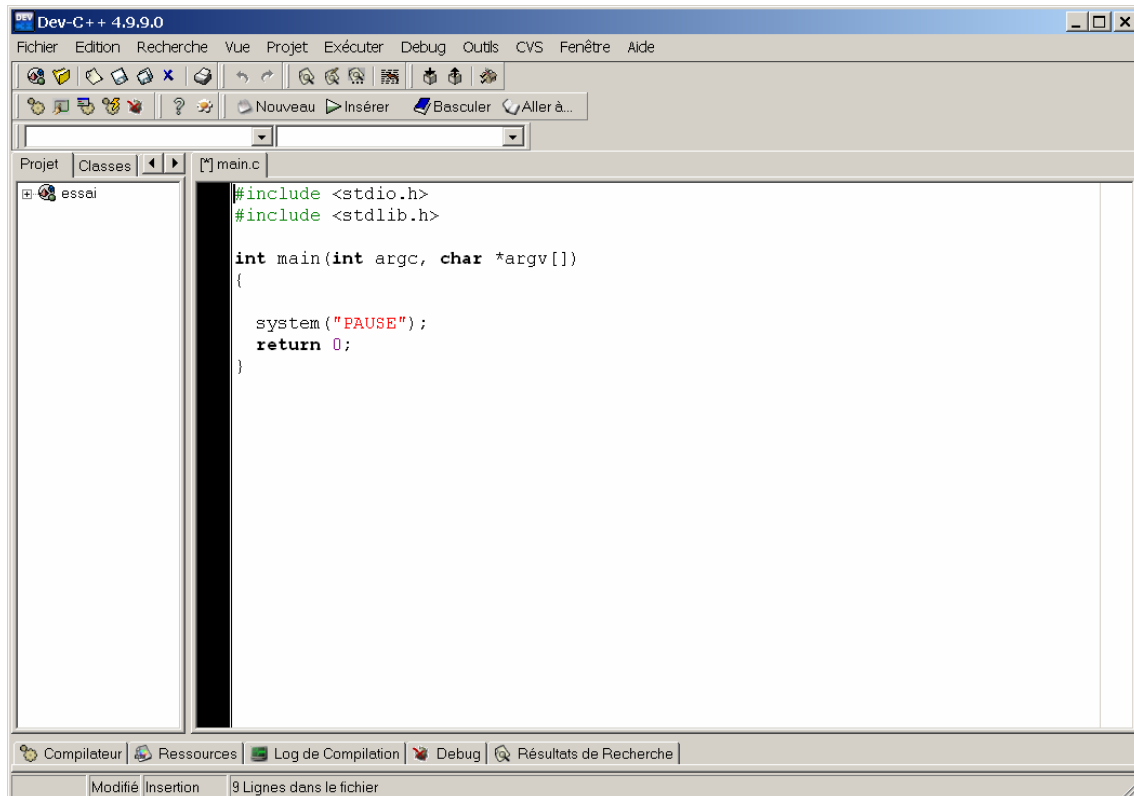 Dev-C++ 4.9.9.0
Fichier Edition Recherche Vue Projet Exécuter Debug Outils CVS Fenêtre Aide
Nouveau Insérer Basculer Aller à...
Projet Classes [*] main.c
essai
#include <stdio.h>
#include <stdlib.h>
int main(int argc, char *argv[])
{
system("PAUSE");
return 0;
}
Compilateur Ressources Log de Compilation Debug Résultats de Recherche
Modifié Insertion 9 Lignes dans le fichier